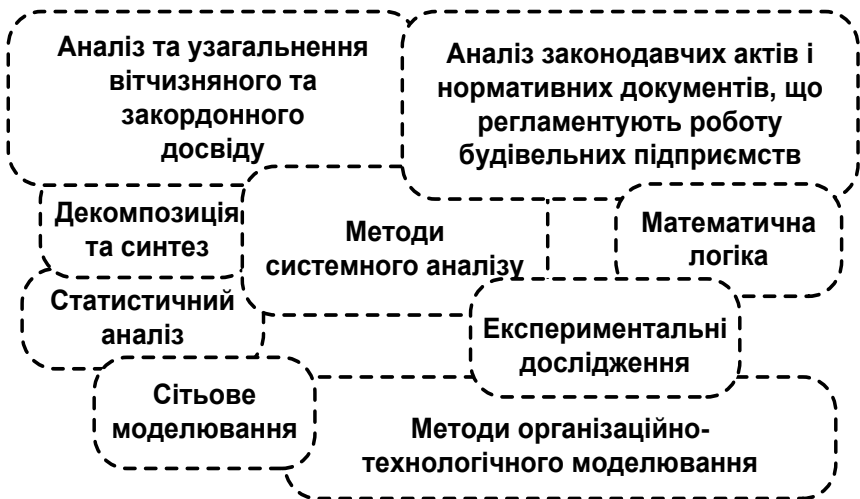 Аналіз та узагальнення
вітчизняного та
закордонного
досвіду
Аналіз законодавчих актів і
нормативних документів, що
регламентують роботу
будівельних підприємств
Декомпозиція
та синтез
Методи
системного аналізу
Математична
логіка
Статистичний
аналіз
Експериментальні
дослідження
Сітьове
моделювання
Методи організаційно-
технологічного моделювання